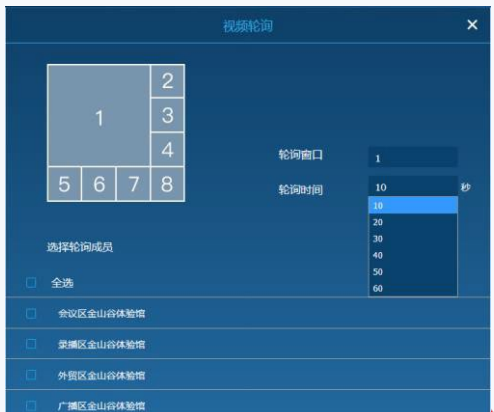 视频轮询
×
2
1
3
4
5 6 7 8
轮询窗口 1
轮询时间 10 秒
10
20
30
40
50
60
选择轮询成员
全选
会议区金山谷体验馆
录播区金山谷体验馆
外贸区金山谷体验馆
广播区金山谷体验馆